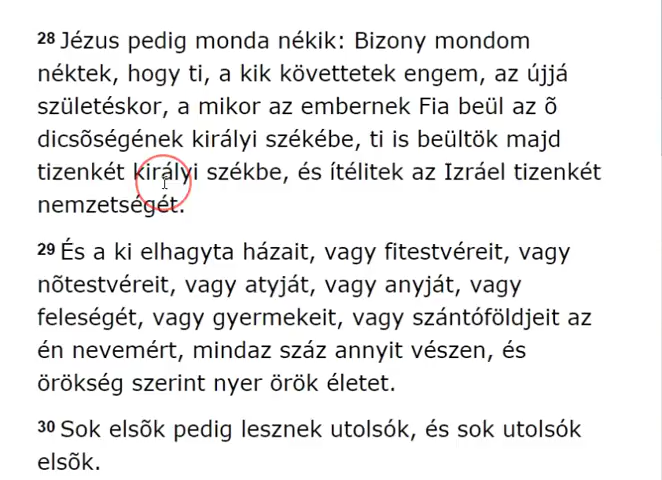 28 Jézus pedig monda nékik: Bizony mondom
néktek, hogy ti, a kik követtetek engem, az újjá
születéskor, a mikor az embernek Fia beül az õ
dicsõségének királyi székébe, ti is beültök majd
tizenkét királyi székbe, és ítélitek az Izráel tizenkét
nemzetségét.
29 És a ki elhagyta házait, vagy fitestvéreit, vagy
nõtestvéreit, vagy atyját, vagy anyját, vagy
feleségét, vagy gyermekeit, vagy szántóföldjeit az
én nevemért, mindaz száz annyit vészen, és
örökség szerint nyer örök életet.
30 Sok elsõk pedig lesznek utolsók, és sok utolsók
elsõk.